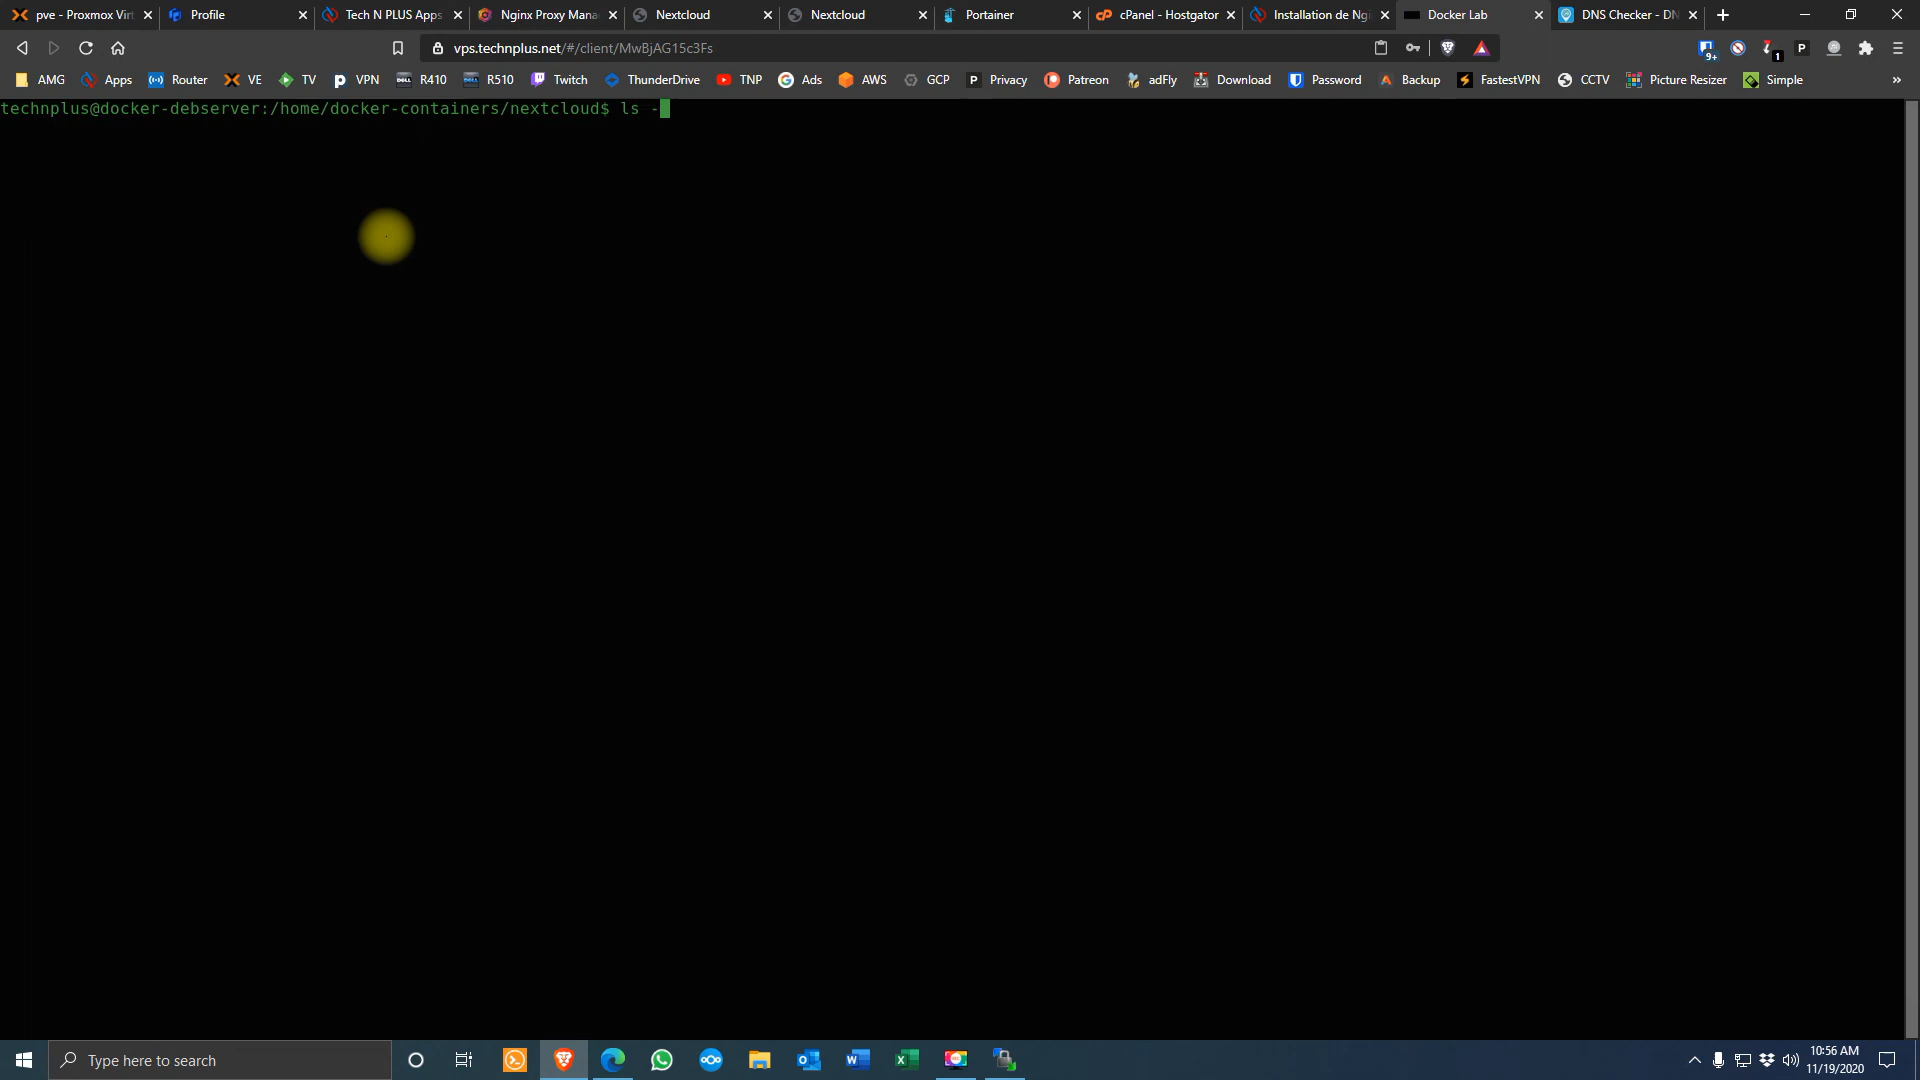 pve - Proxmox Virt
Profile
Tech N PLUS Apps
Nginx Proxy Mana
Nextcloud
Nextcloud
Portainer
cPanel - Hostgator
Installation de Ng
Docker Lab
DNS Checker - DN
vps.technplus.net/#/client/MwBjAG15c3Fs
9+
1
AMG
Apps
Router
VE
TV
VPN
R410
R510
Twitch
ThunderDrive
TNP
Ads
AWS
GCP
Privacy
Patreon
adFly
Download
Password
Backup
FastestVPN
CCTV
Picture Resizer
Simple
»
technplus@docker-debserver:/home/docker-containers/nextcloud$ ls -
Type here to search
10:56 AM
11/19/2020